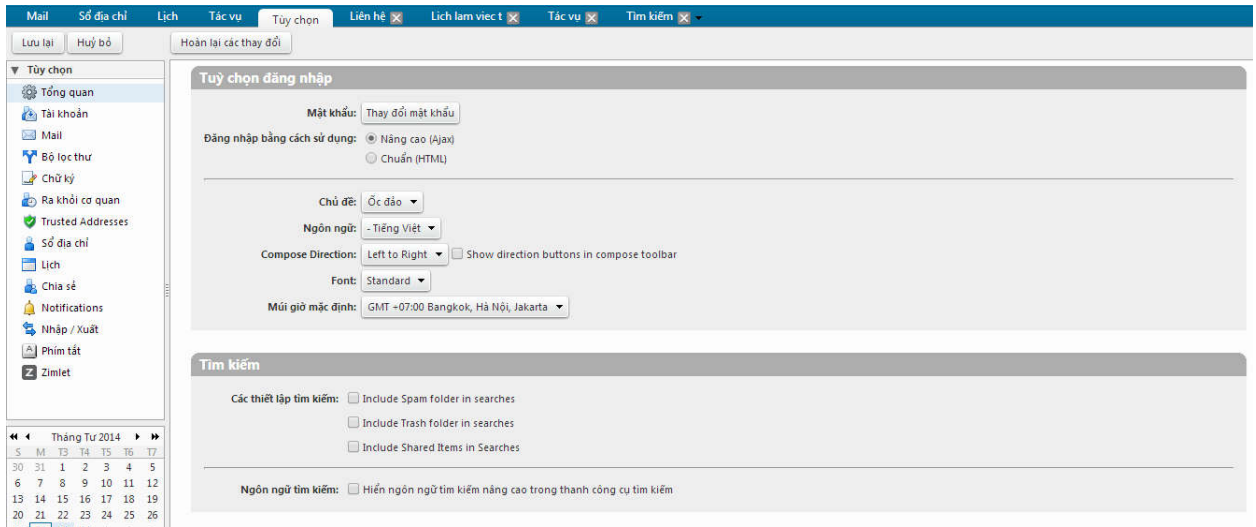 Mail Sổ địa chỉ Lịch Tác vụ Tùy chọn Liên hệ Lich lam viec t Tác vụ Tìm kiếm
Lưu lại Huỷ bỏ Hoàn lại các thay đổi
Tùy chọn
Tổng quan
Tài khoản
Mail
Bộ lọc thư
Chữ ký
Ra khỏi cơ quan
Trusted Addresses
Sổ địa chỉ
Lịch
Chia sẻ
Notifications
Nhập / Xuất
Phím tắt
Zimlet
Tháng Tư 2014
S M T3 T4 T5 T6 T7
30 31 1 2 3 4 5
6 7 8 9 10 11 12
13 14 15 16 17 18 19
20 21 22 23 24 25 26
Tuỳ chọn đăng nhập
Mật khẩu: Thay đổi mật khẩu
Đăng nhập bằng cách sử dụng: Nâng cao (Ajax)
Chuẩn (HTML)
Chủ đề: Ốc đảo
Ngôn ngữ: - Tiếng Việt
Compose Direction: Left to Right Show direction buttons in compose toolbar
Font: Standard
Múi giờ mặc định: GMT +07:00 Bangkok, Hà Nội, Jakarta
Tìm kiếm
Các thiết lập tìm kiếm: Include Spam folder in searches
Include Trash folder in searches
Include Shared Items in Searches
Ngôn ngữ tìm kiếm: Hiển ngôn ngữ tìm kiếm nâng cao trong thanh công cụ tìm kiếm